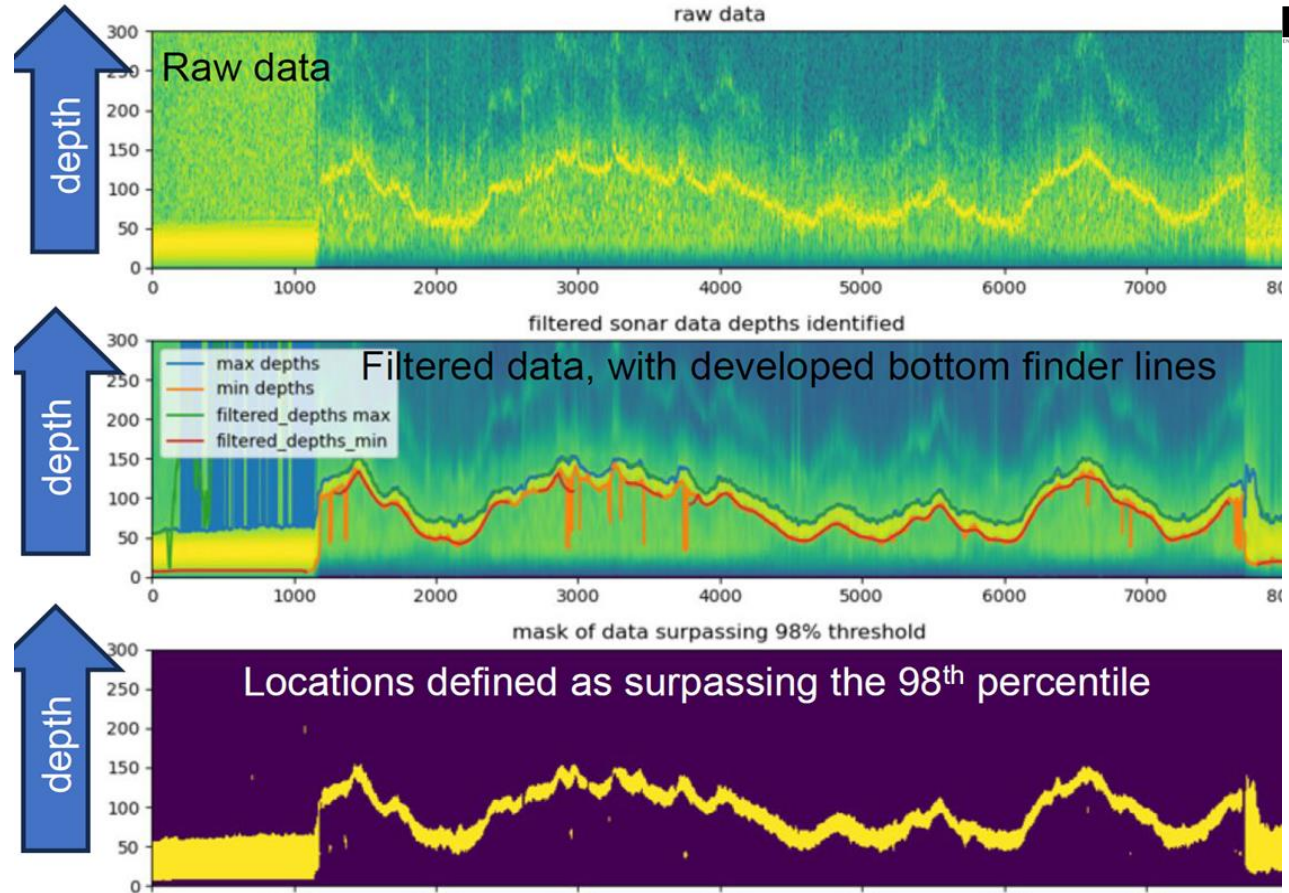 raw data
depth
Raw data
300
250
200
150
100
50
0
0 1000 2000 3000 4000 5000 6000 7000 80
filtered sonar data depths identified
depth
Filtered data, with developed bottom finder lines
max depths
min depths
filtered_depths max
filtered_depths_min
300
250
200
150
100
50
0
0 1000 2000 3000 4000 5000 6000 7000 80
mask of data surpassing 98% threshold
depth
Locations defined as surpassing the 98th percentile
300
250
200
150
100
50
0